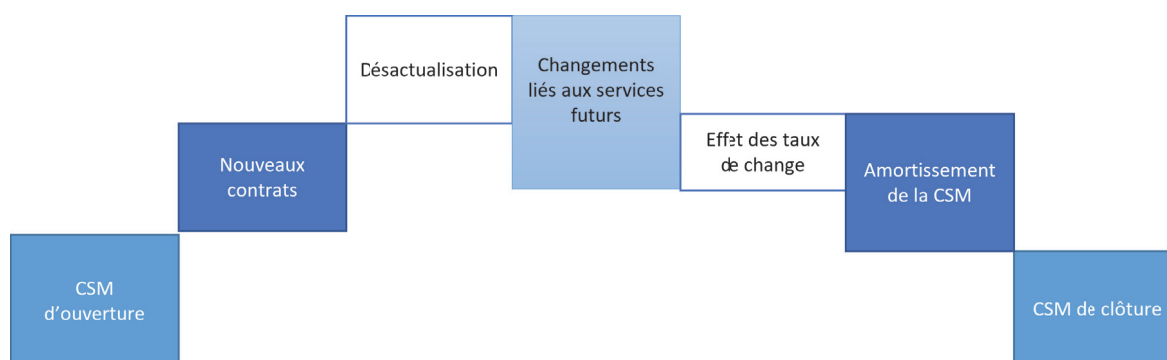 CSM
d’ouverture
Nouveaux
contrats
Désactualisation
Changements
liés aux services
futurs
Effet des taux
de change
Amortissement
de la CSM
CSM de clôture